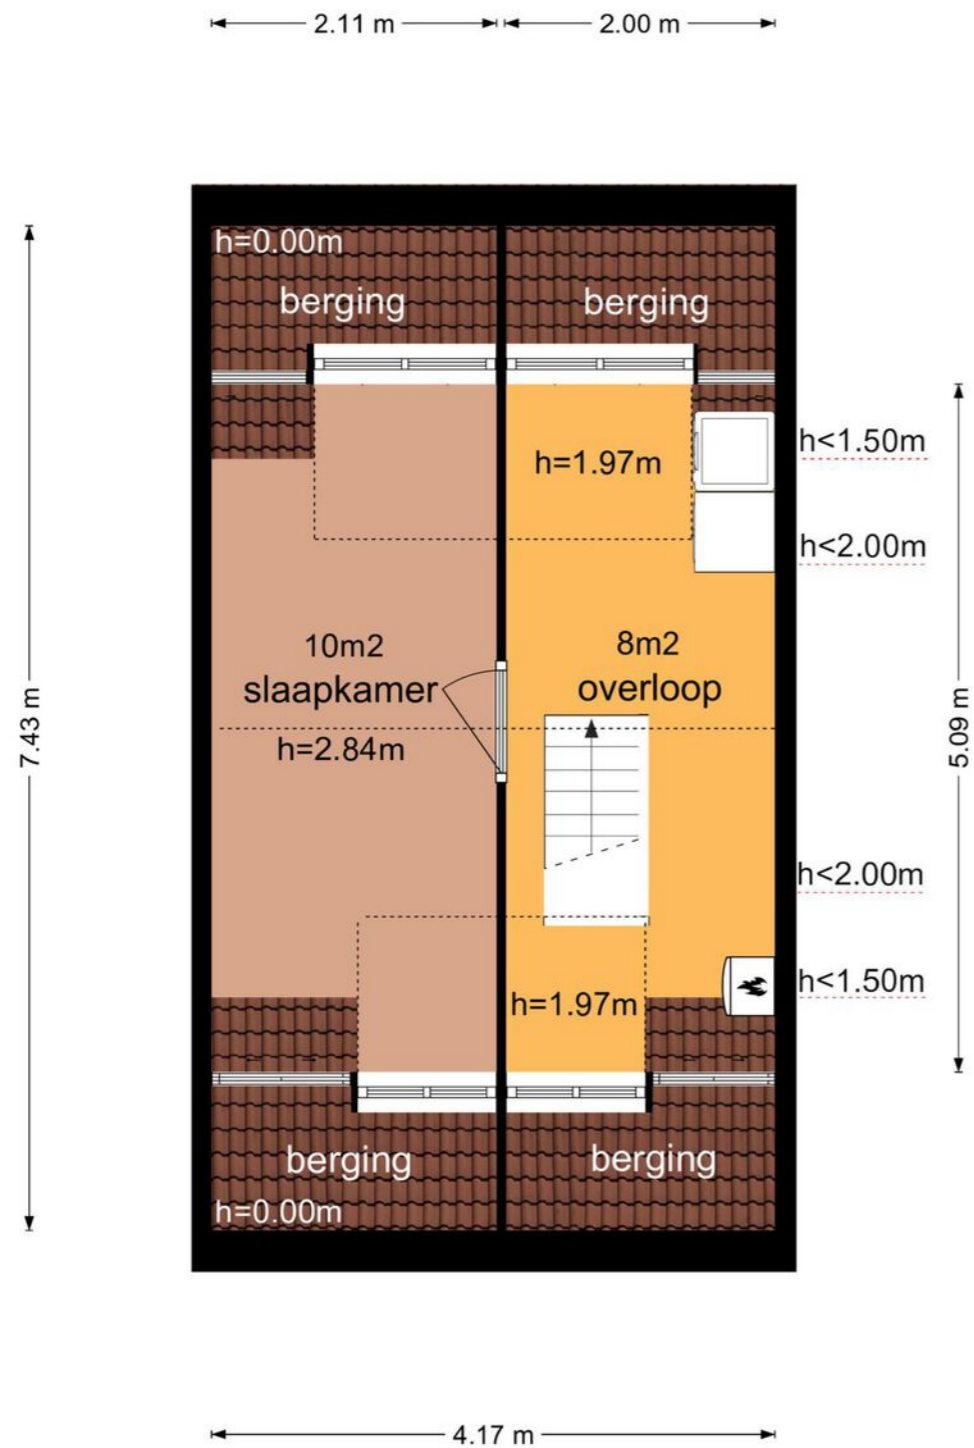 2.11 m
2.00 m
h=0.00m
berging
berging
h<1.50m
h=1.97m
h<2.00m
10m2
8m2
slaapkamer
overloop
7.43 m
5.09 m
h=2.84m
h<2.00m
h<1.50m
h=1.97m
berging
berging
h=0.00m
4.17 m